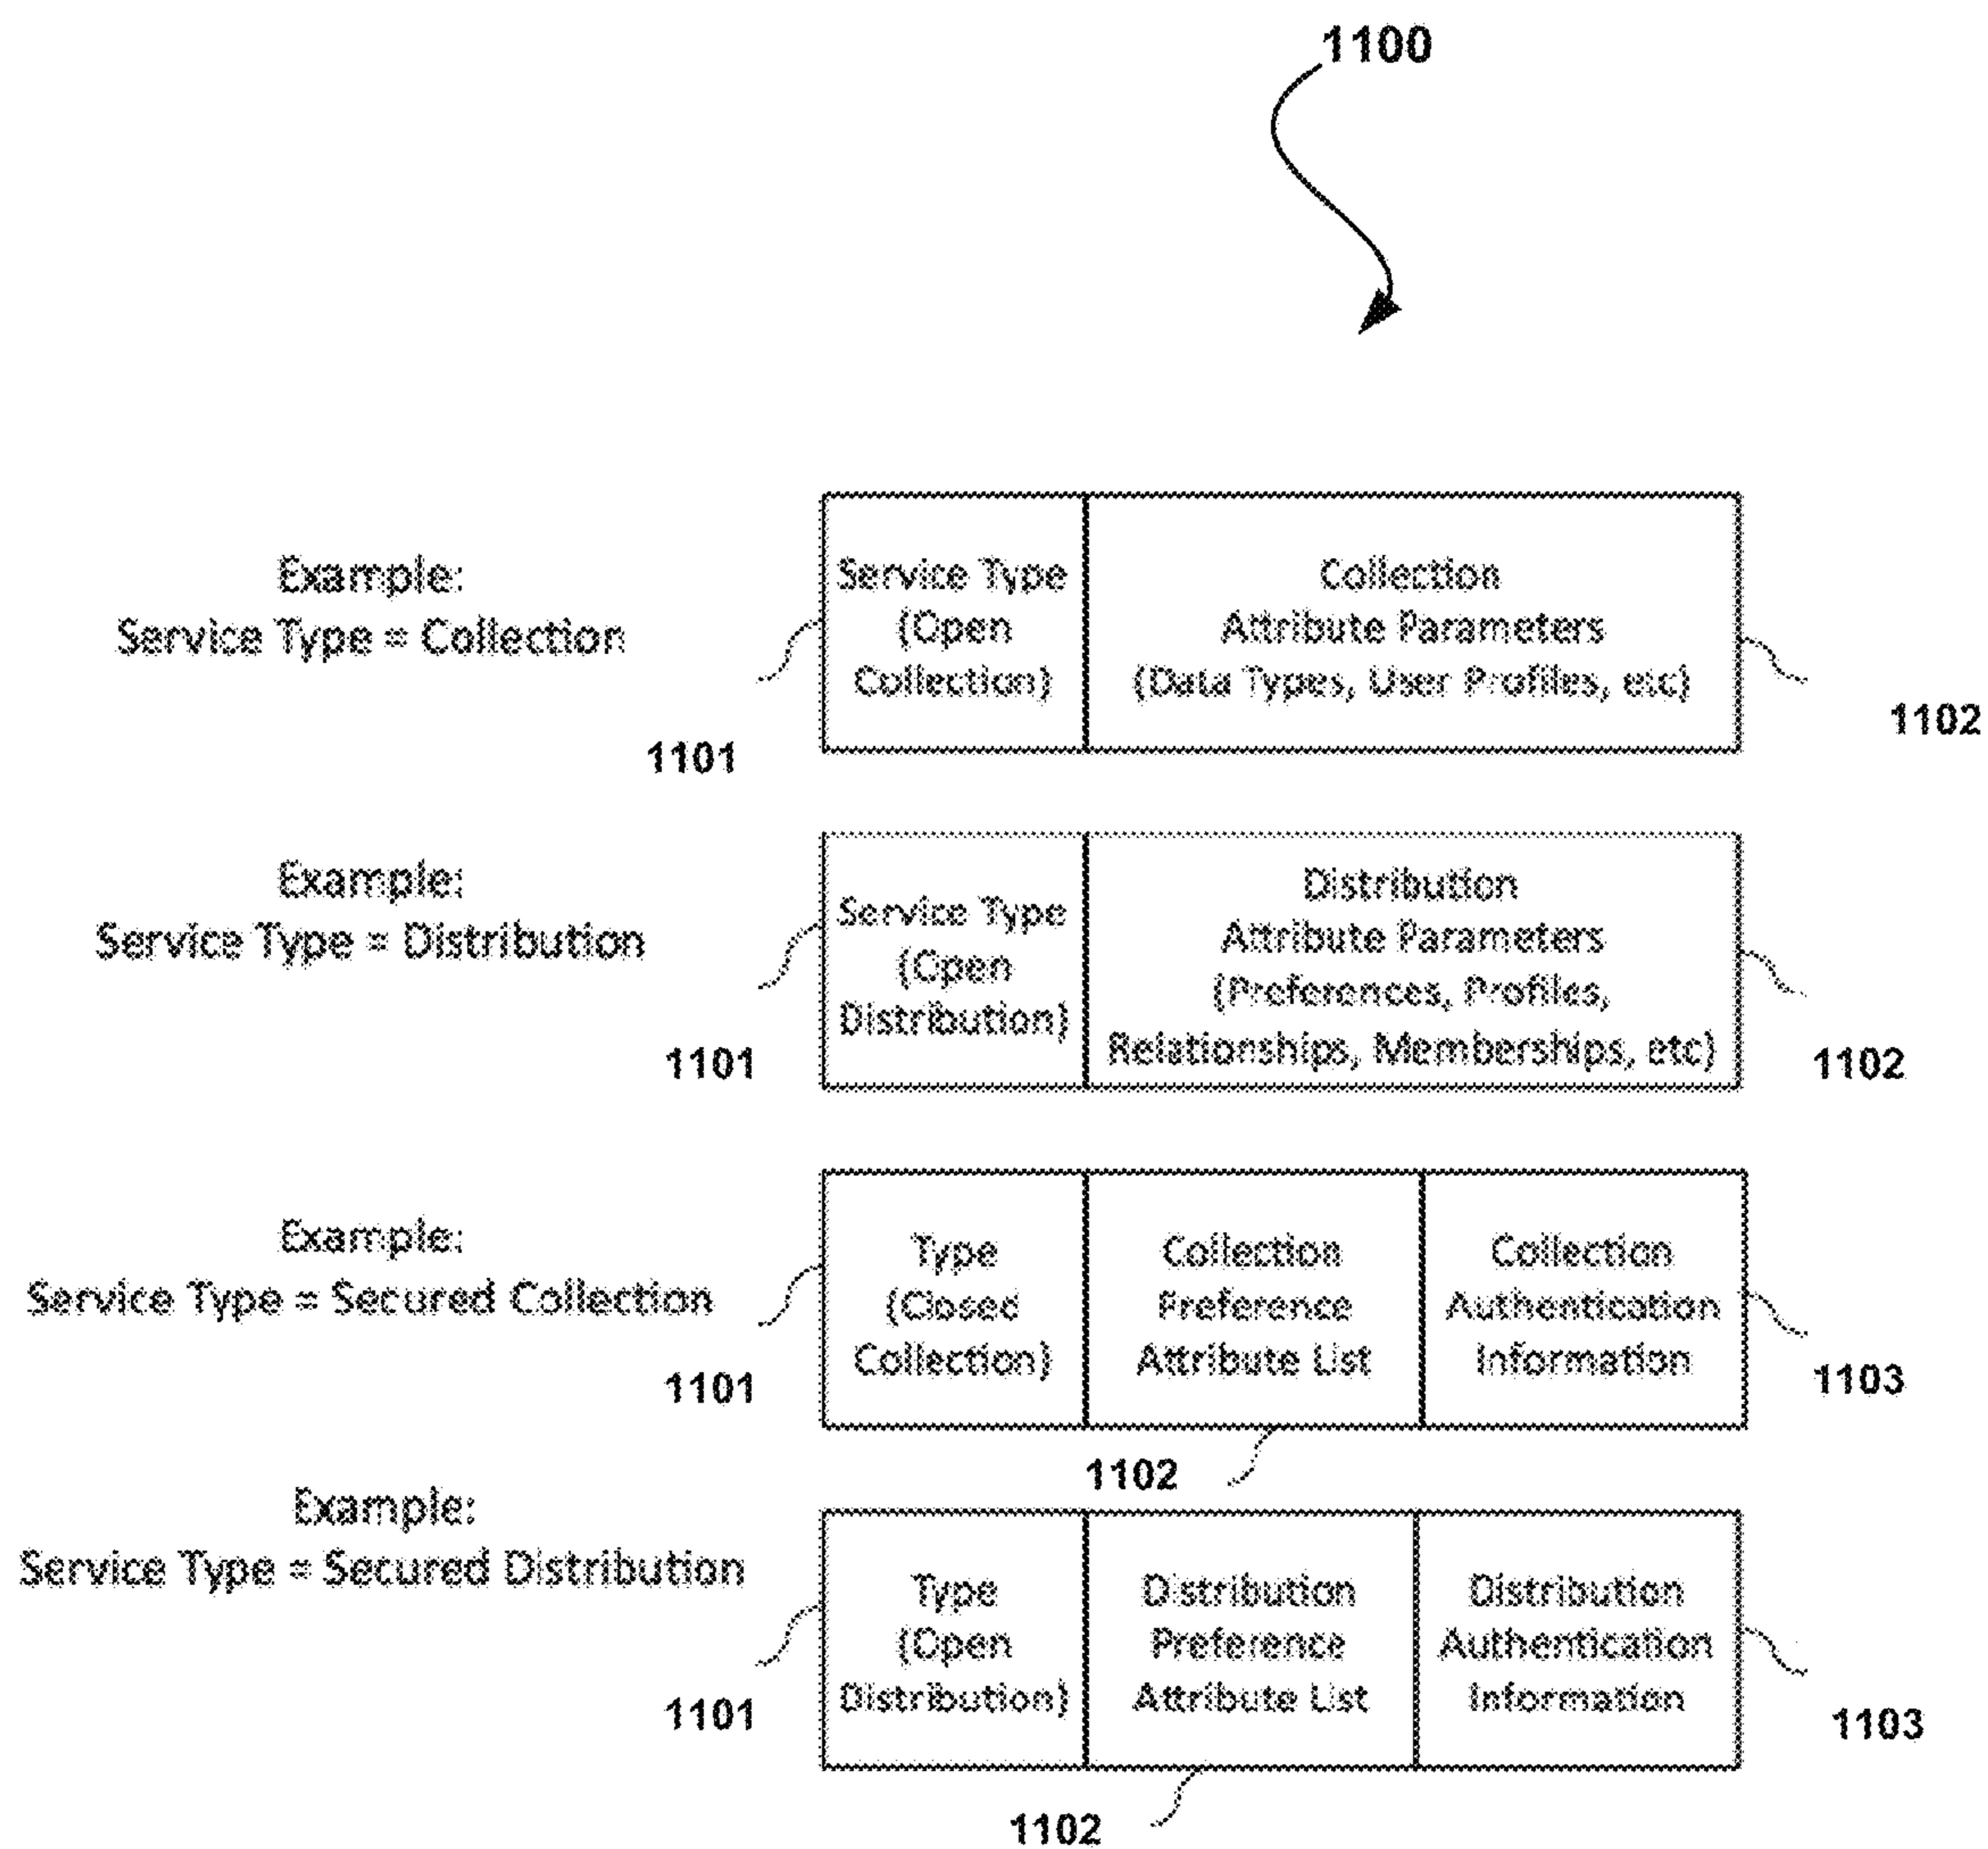 1100
Example:
Service Type = Collection
Service Type
(Open
Collection)
Collection
Attribute Parameters
(Data Types, User Profiles, etc)
1101
1102
Example:
Service Type = Distribution
Service Type
(Open
Distribution)
Distribution
Attribute Parameters
(Preferences, Profiles,
Relationships, Memberships, etc)
1101
1102
Example:
Service Type = Secured Collection
Type
(Closed
Collection)
Collection
Preference
Attribute List
Collection
Authentication
Information
1101
1102
1103
Example:
Service Type = Secured Distribution
Type
(Open
Distribution)
Distribution
Preference
Attribute List
Distribution
Authentication
Information
1101
1102
1103